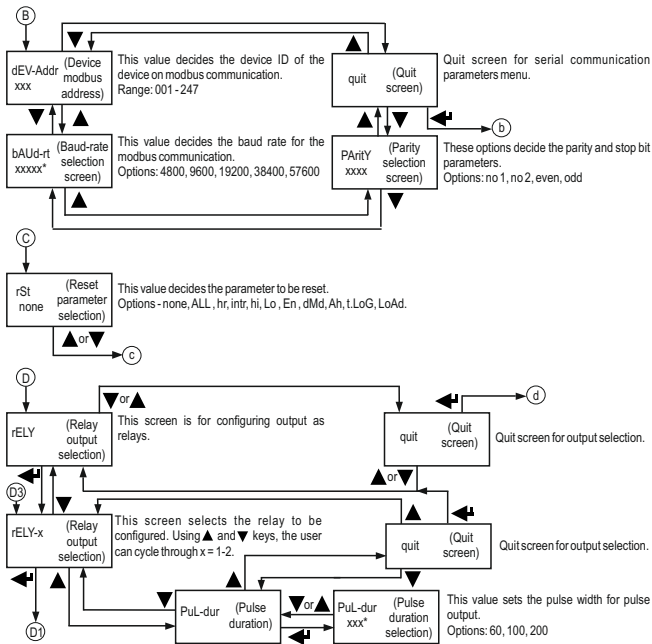 B
dEV-Addr (Device
xxx modbus
address)
This value decides the device ID of the
device on modbus communication.
Range: 001 - 247
quit (Quit
screen)
Quit screen for serial communication
parameters menu.
b
bAUd-rt (Baud-rate
xxxxx* selection
screen)
This value decides the baud rate for the
modbus communication.
Options: 4800, 9600, 19200, 38400, 57600
PAritY (Parity
xxxx selection
screen)
These options decide the parity and stop bit
parameters.
Options: no 1, no 2, even, odd
C
rSt (Reset
none parameter
selection)
This value decides the parameter to be reset.
Options - none, ALL , hr, intr, hi, Lo , En , dMd, Ah, t.LoG, LoAd.
▲ or ▼
c
D
▼ or ▲
d
rELY (Relay
output
selection)
This screen is for configuring output as
relays.
quit (Quit
screen)
Quit screen for output selection.
▲ or ▼
D3
rELY-x (Relay
output
selection)
This screen selects the relay to be
configured. Using ▲ and ▼ keys, the user
can cycle through x = 1-2.
quit (Quit
screen)
Quit screen for output selection.
D1
PuL-dur (Pulse
duration)
▼ or ▲
PuL-dur (Pulse
xxx* duration
selection)
This value sets the pulse width for pulse
output.
Options: 60, 100, 200